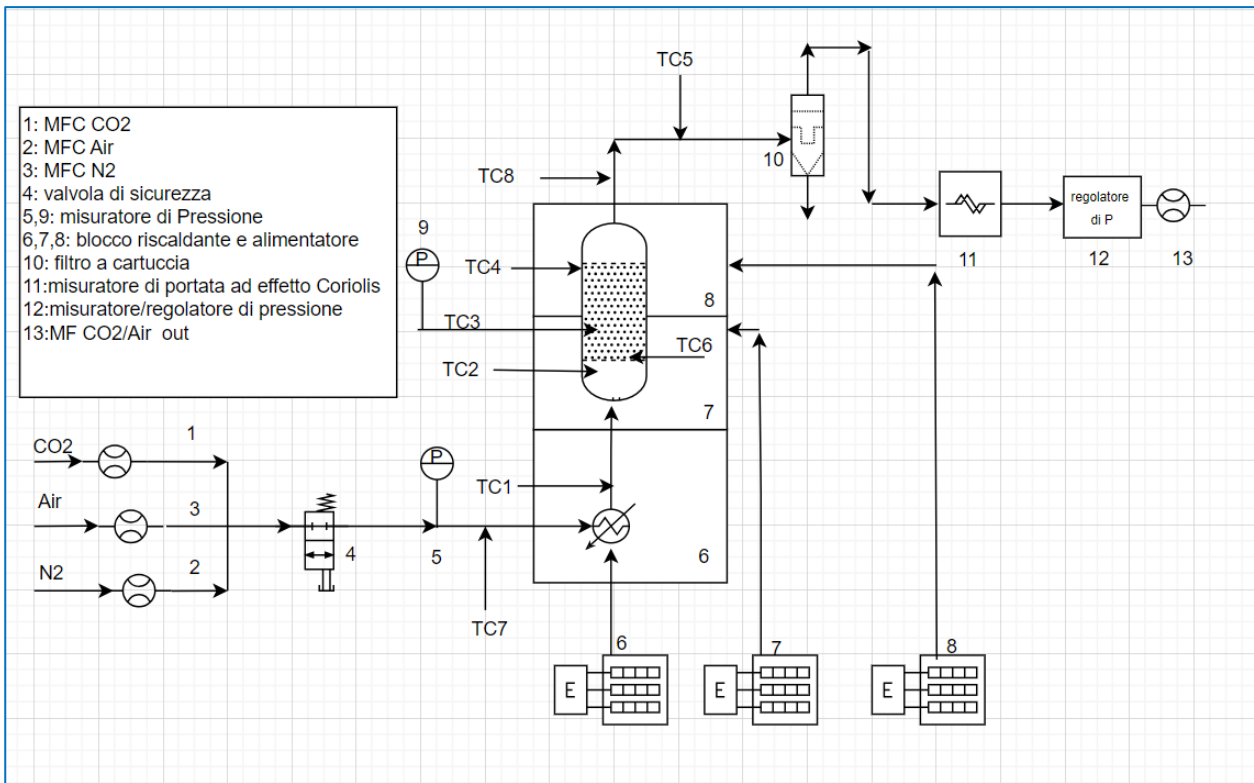 TC5
1: MFC CO2
2: MFC Air
3: MFC N2
4: valvola di sicurezza
5,9: misuratore di Pressione
6,7,8: blocco riscaldante e alimentatore
10: filtro a cartuccia
11:misuratore di portata ad effetto Coriolis
12:misuratore/regolatore di pressione
13:MF CO2/Air  out
10
TC8
regolatore
di P
9
P
TC4
11
12
13
8
TC3
TC6
TC2
7
CO2
1
P
TC1
Air
3
4
5
6
N2
2
TC7
6
7
8
E
E
E